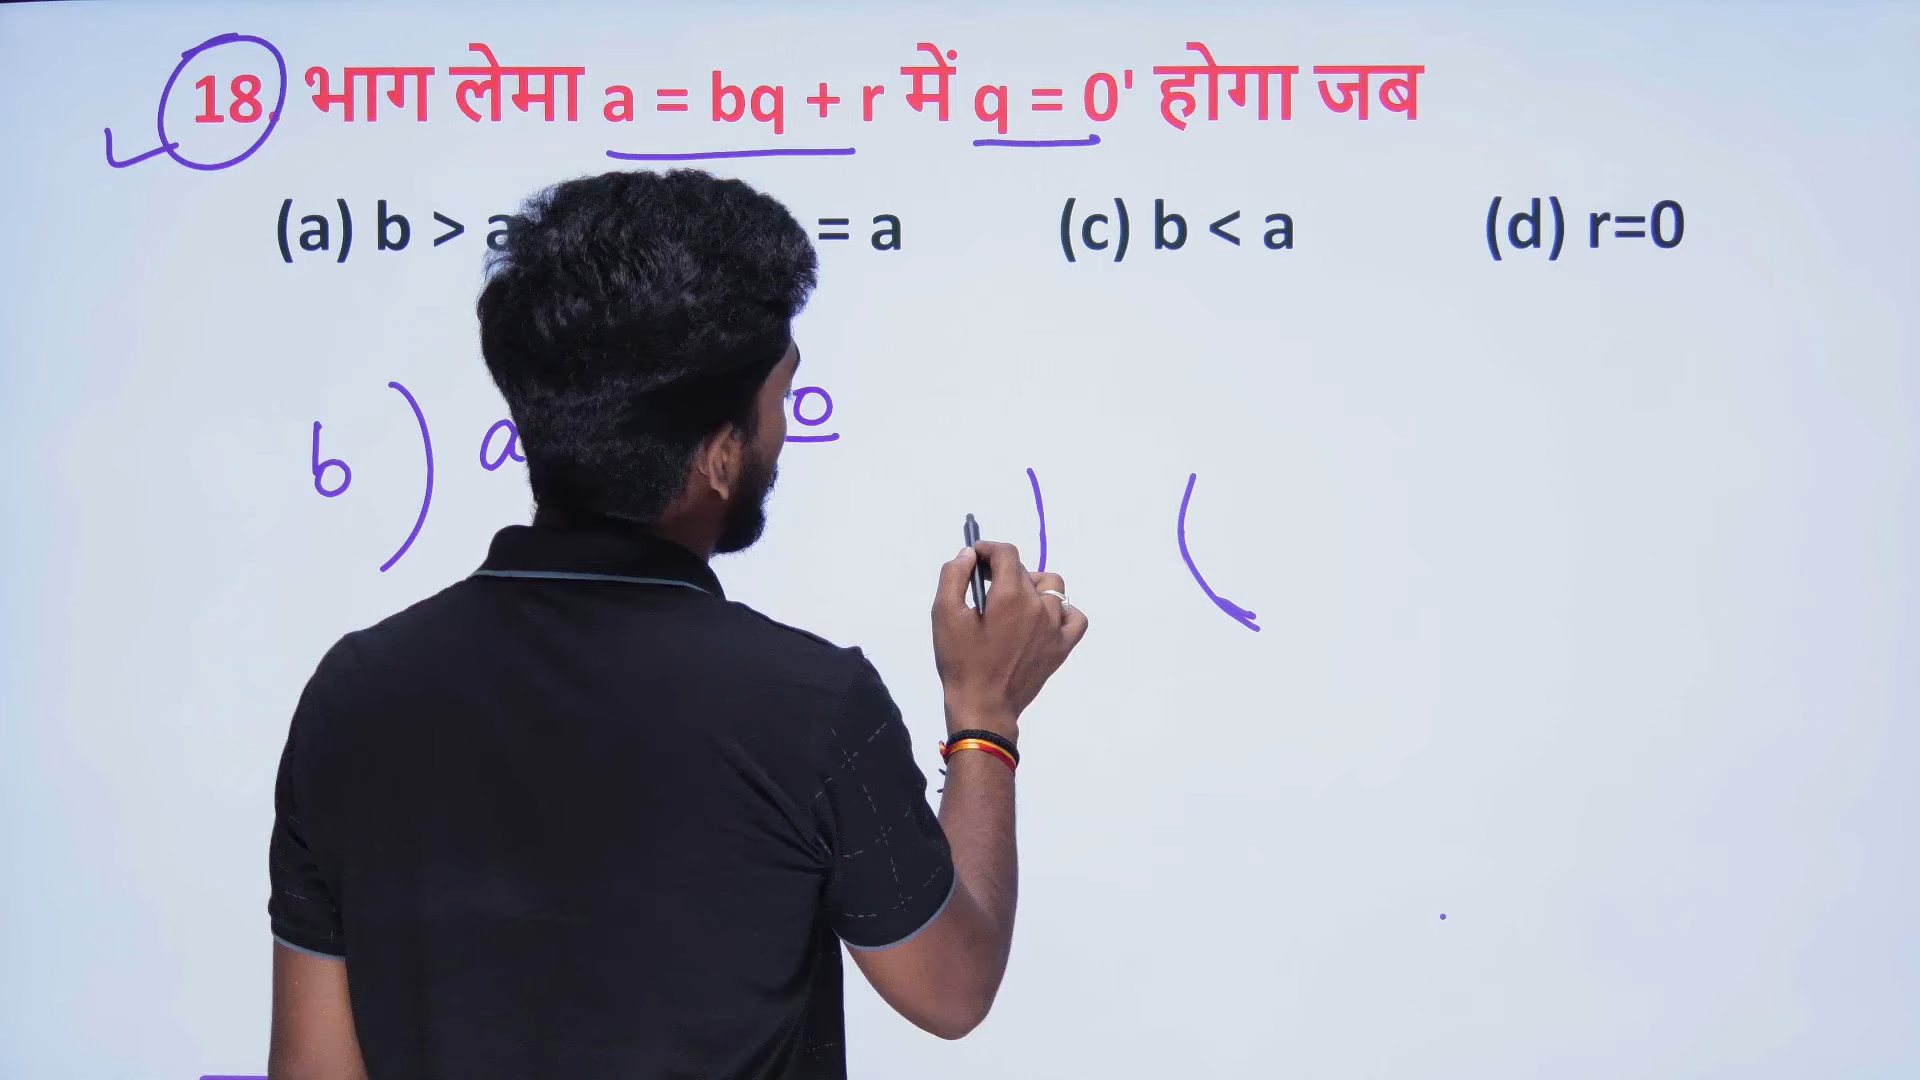 18. भाग लेमा a = bq + r में q = 0' होगा जब
(a) b > a = a (c) b < a (d) r=0
b ) a 0 ) (